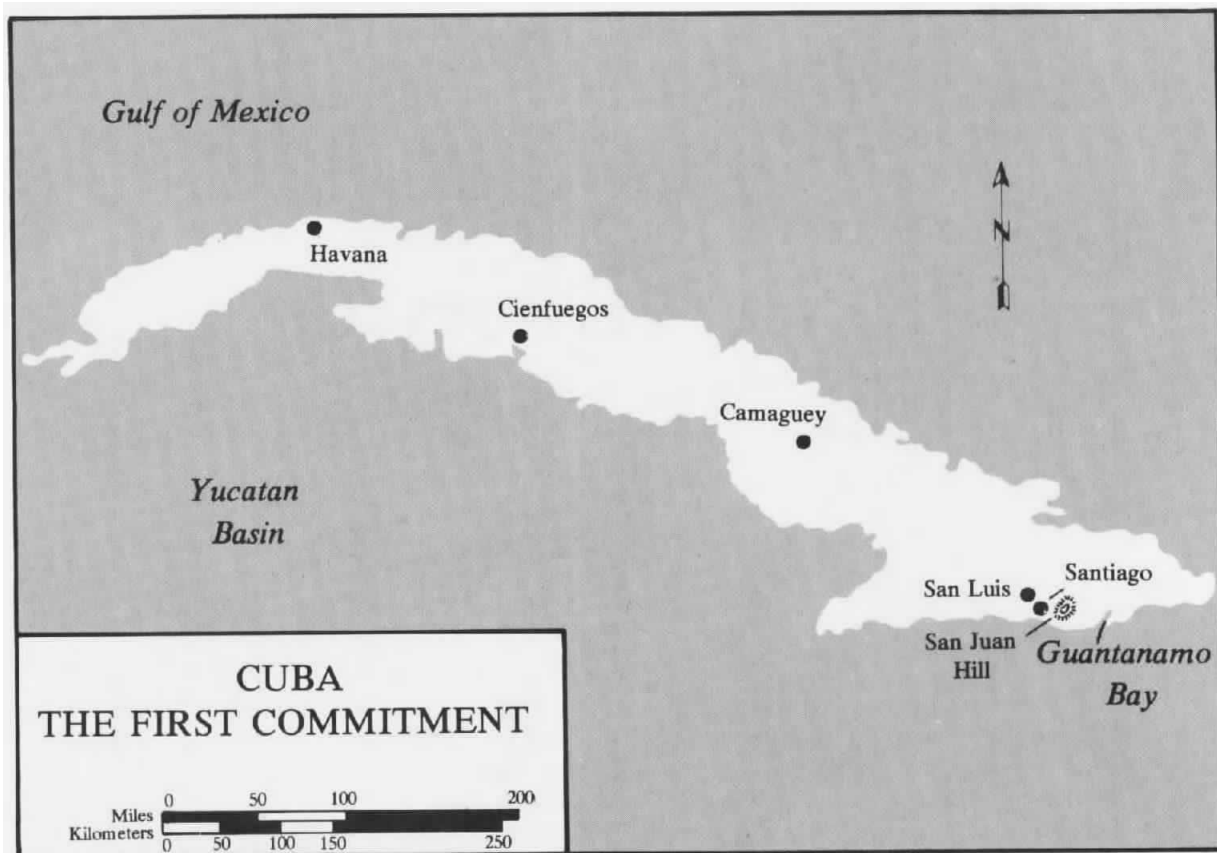 Gulf of Mexico
N
Havana
Cienfuegos
Camaguey
Yucatan
Basin
San Luis
Santiago
San Juan
Hill
Guantanamo
Bay
CUBA
THE FIRST COMMITMENT
0 50 100 200
Miles
Kilometers
0 50 100 150 250